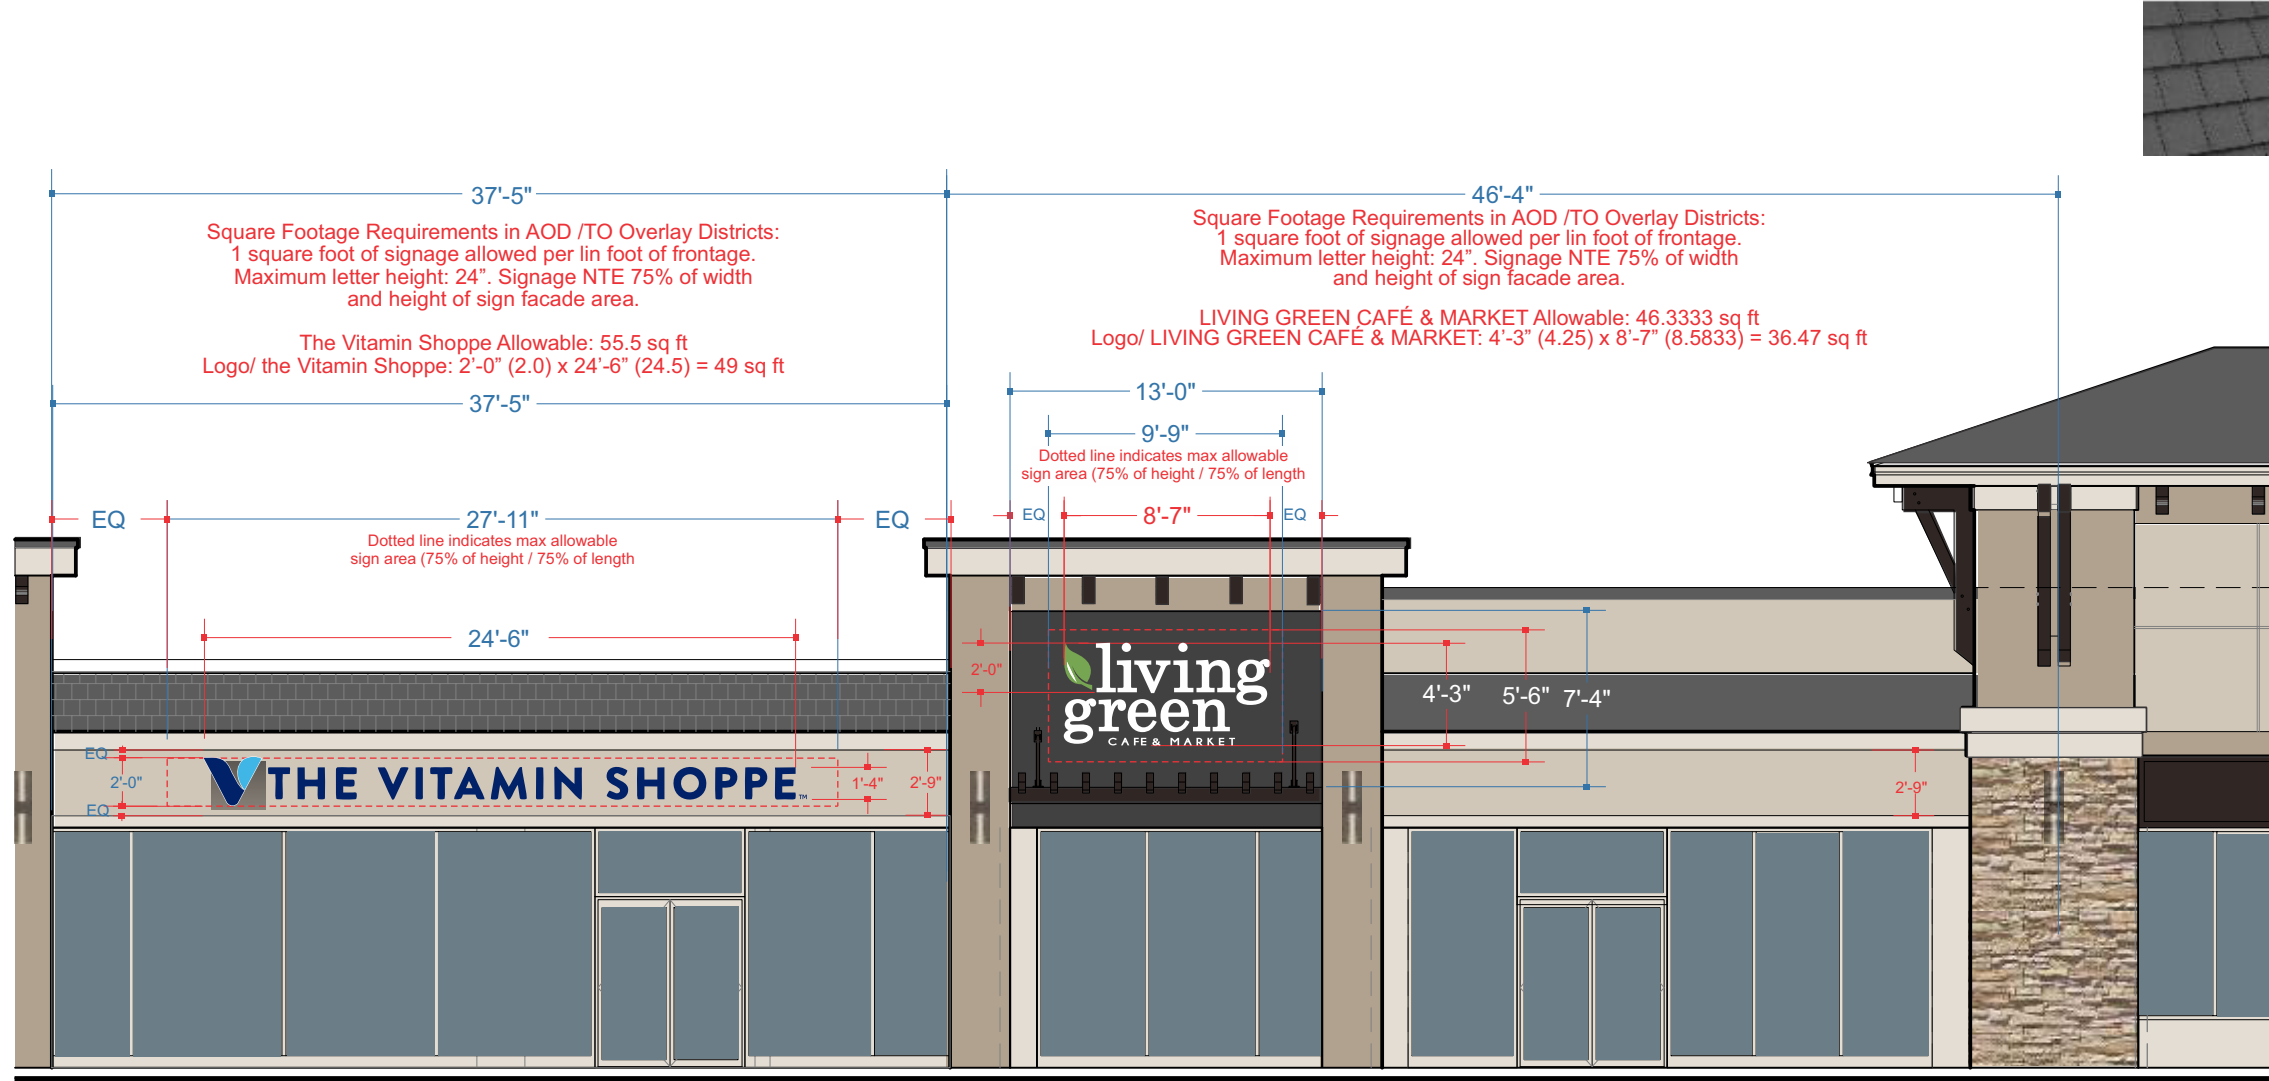 37'-5"
46'-4"
Square Footage Requirements in AOD /TO Overlay Districts:
1 square foot of signage allowed per lin foot of frontage.
Maximum letter height: 24”. Signage NTE 75% of width
and height of sign facade area.
The Vitamin Shoppe Allowable: 55.5 sq ft
Logo/ the Vitamin Shoppe: 2’-0” (2.0) x 24’-6” (24.5) = 49 sq ft
Square Footage Requirements in AOD /TO Overlay Districts:
1 square foot of signage allowed per lin foot of frontage.
Maximum letter height: 24”. Signage NTE 75% of width
and height of sign facade area.
LIVING GREEN CAFÉ & MARKET Allowable: 46.3333 sq ft
Logo/ LIVING GREEN CAFÉ & MARKET: 4’-3” (4.25) x 8’-7” (8.5833) = 36.47 sq ft
37'-5"
13'-0"
9'-9"
Dotted line indicates max allowable
sign area (75% of height / 75% of length
EQ
27'-11"
EQ
EQ
8'-7"
EQ
Dotted line indicates max allowable
sign area (75% of height / 75% of length
24'-6"
2'-0"
living
green
CAFE & MARKET
4'-3"
5'-6"
7'-4"
EQ
2'-0"
EQ
THE VITAMIN SHOPPE™
1'-4"
2'-9"
2'-9"